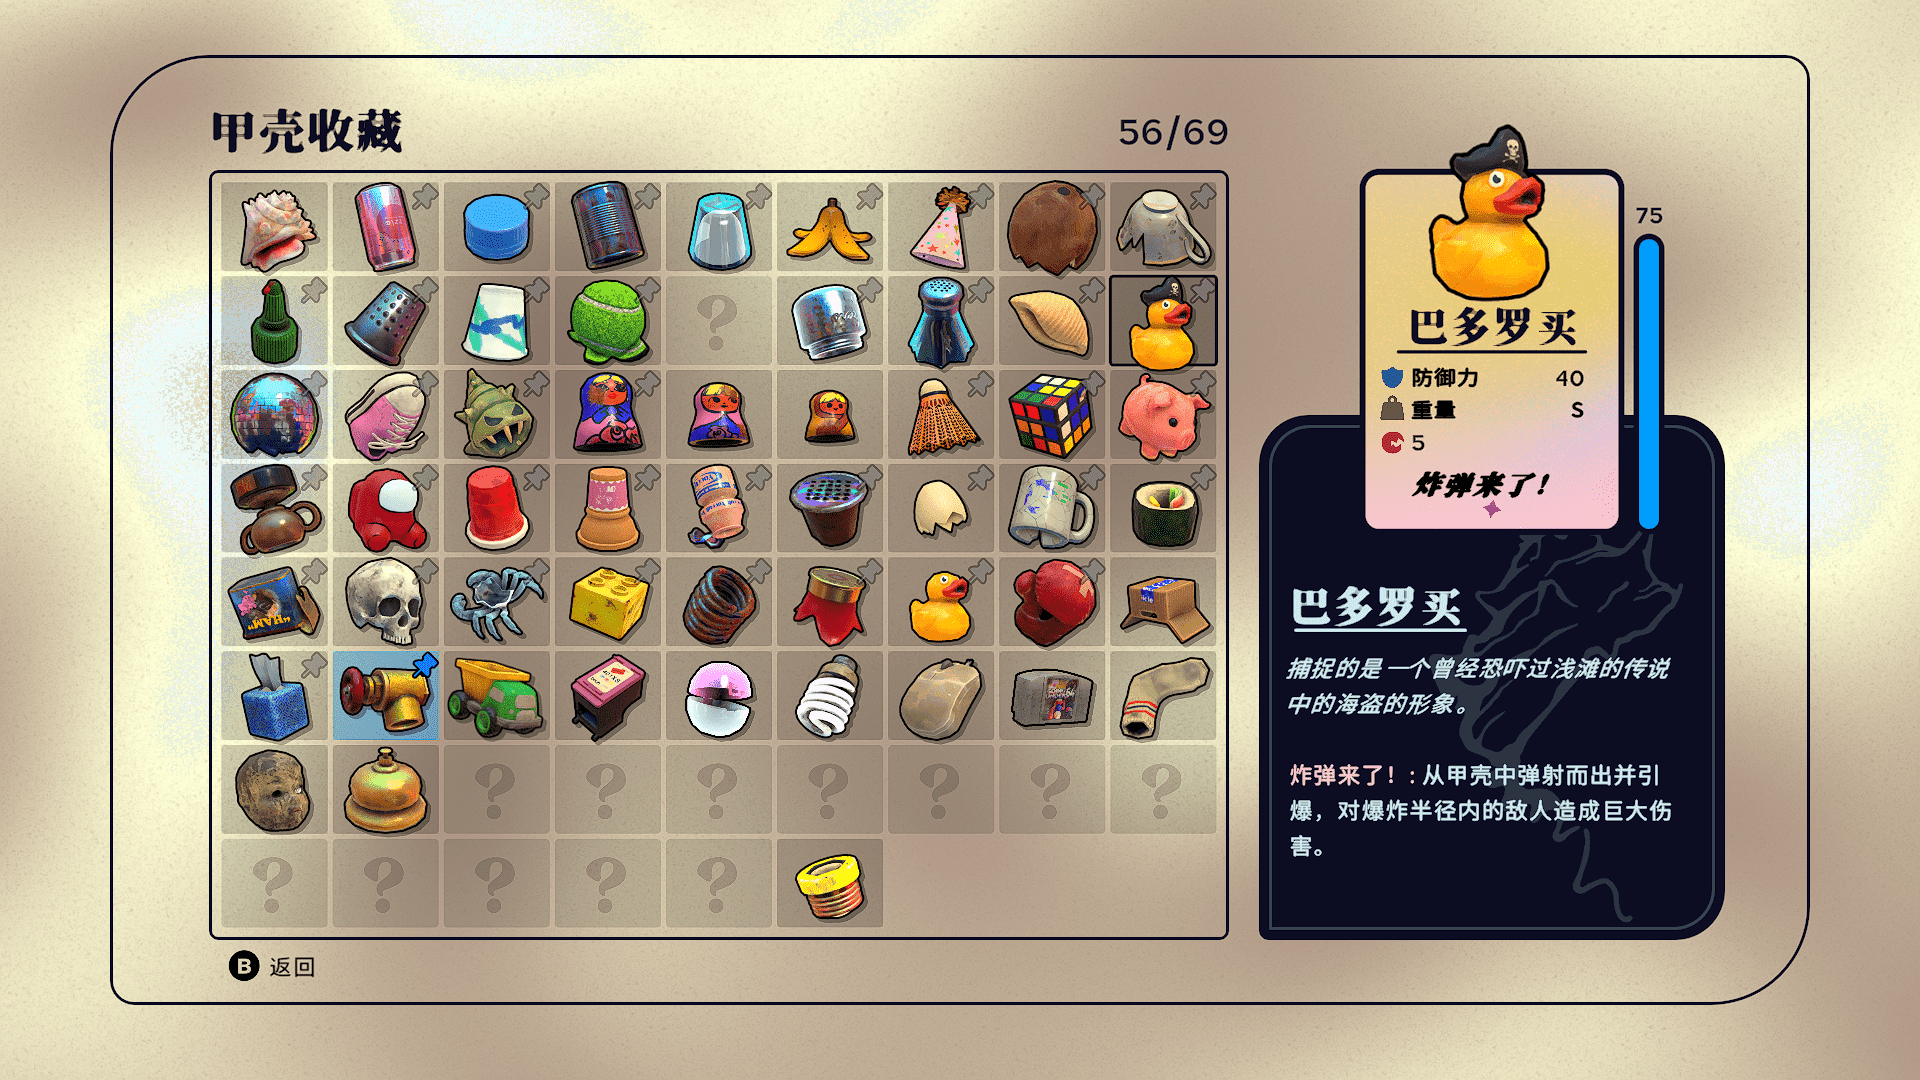 甲壳收藏
56/69
75
巴多罗买
防御力 40
重量 S
5
炸弹来了！
巴多罗买
捕捉的是一个曾经恐吓过浅滩的传说
中的海盗的形象。
炸弹来了！：从甲壳中弹射而出并引
爆，对爆炸半径内的敌人造成巨大伤
害。
"HAM"
B 返回